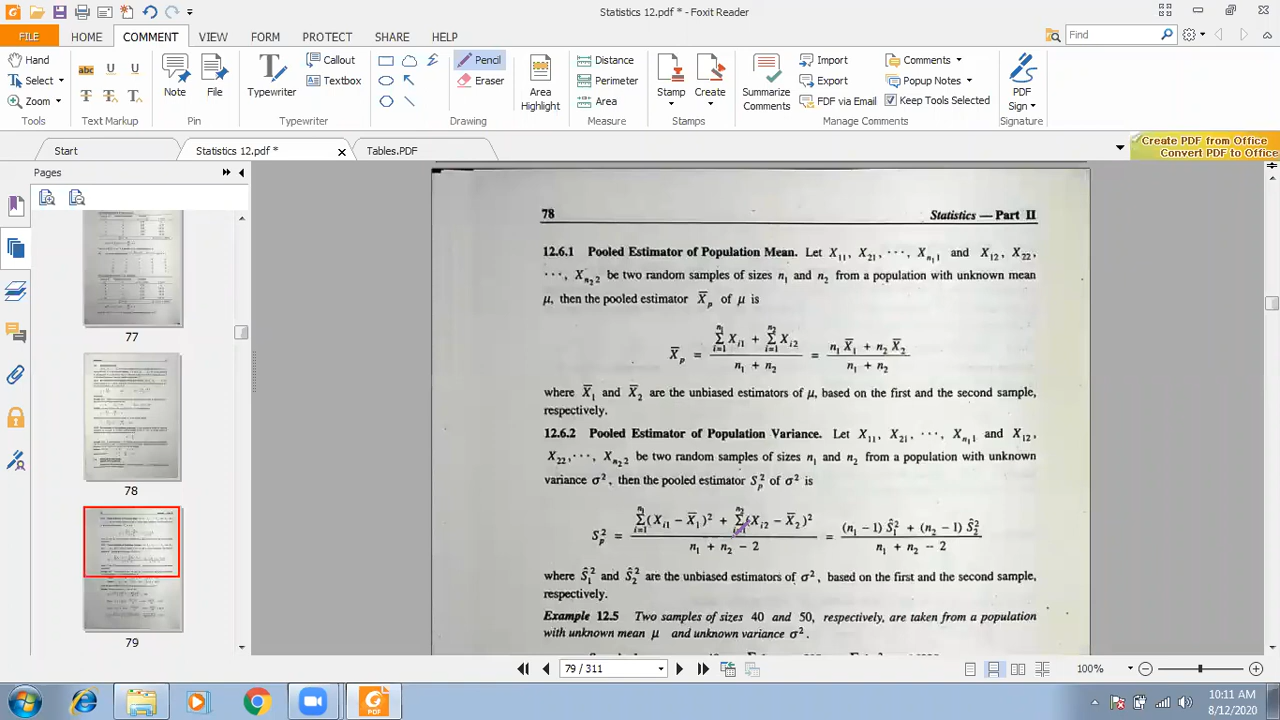 Statistics 12.pdf * - Foxit Reader
FILE HOME COMMENT VIEW FORM PROTECT SHARE HELP
Find
Hand
Select
Zoom
Tools
Text Markup
Note
File
Pin
Typewriter
Callout
Textbox
Typewriter
Pencil
Eraser
Drawing
Area
Highlight
Distance
Perimeter
Area
Measure
Stamp
Create
Stamps
Summarize
Comments
Import
Export
FDF via Email
Comments
Popup Notes
Keep Tools Selected
Manage Comments
PDF
Sign
Signature
Start
Statistics 12.pdf *
Tables.PDF
Create PDF from Office
Convert PDF to Office
Pages
77
78
79
78 Statistics — Part II
12.6.1 Pooled Estimator of Population Mean. Let X₁₁, X₂₁, ···, Xₙ₁₁ and X₁₂, X₂₂,
···, Xₙ₂₂ be two random samples of sizes n₁ and n₂ from a population with unknown mean
μ, then the pooled estimator X̄ₚ of μ is
X̄ₚ = (Σᵢ₌₁ⁿ¹ Xᵢ₁ + Σᵢ₌₁ⁿ² Xᵢ₂) / (n₁ + n₂) = (n₁ X̄₁ + n₂ X̄₂) / (n₁ + n₂)
where X̄₁ and X̄₂ are the unbiased estimators of μ, based on the first and the second sample,
respectively.
12.6.2 Pooled Estimator of Population Variance. Let X₁₁, X₂₁, ···, Xₙ₁₁ and X₁₂,
X₂₂, ···, Xₙ₂₂ be two random samples of sizes n₁ and n₂ from a population with unknown
variance σ², then the pooled estimator Sₚ² of σ² is
Sₚ² = (Σᵢ₌₁ⁿ¹ (Xᵢ₁ − X̄₁)² + Σᵢ₌₁ⁿ² (Xᵢ₂ − X̄₂)²) / (n₁ + n₂ − 2) = ((n₁ − 1) Ŝ₁² + (n₂ − 1) Ŝ₂²) / (n₁ + n₂ − 2)
where Ŝ₁² and Ŝ₂² are the unbiased estimators of σ², based on the first and the second sample,
respectively.
Example 12.5 Two samples of sizes 40 and 50, respectively, are taken from a population
with unknown mean μ and unknown variance σ².
79 / 311
100%
10:11 AM
8/12/2020